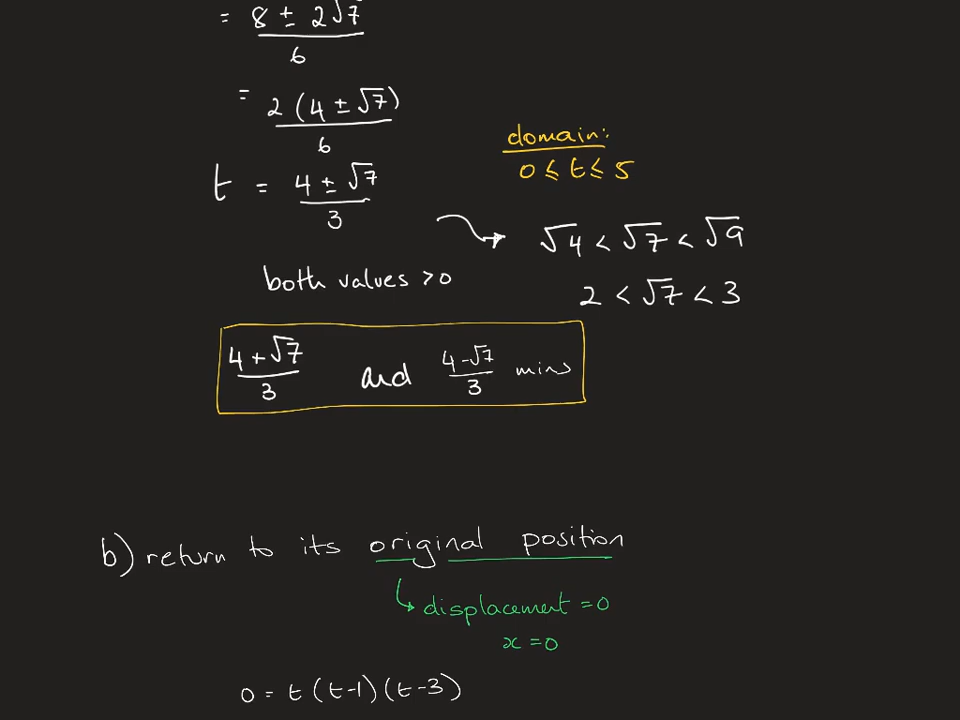 = 8 ± 2√7 / 6
= 2 (4 ± √7) / 6
t = 4 ± √7 / 3
domain:
0 ≤ t ≤ 5
√4 < √7 < √9
2 < √7 < 3
both values > 0
4 + √7 / 3 and 4 - √7 / 3 mins
b) return to its original position
displacement = 0
x = 0
0 = t (t-1)(t-3)